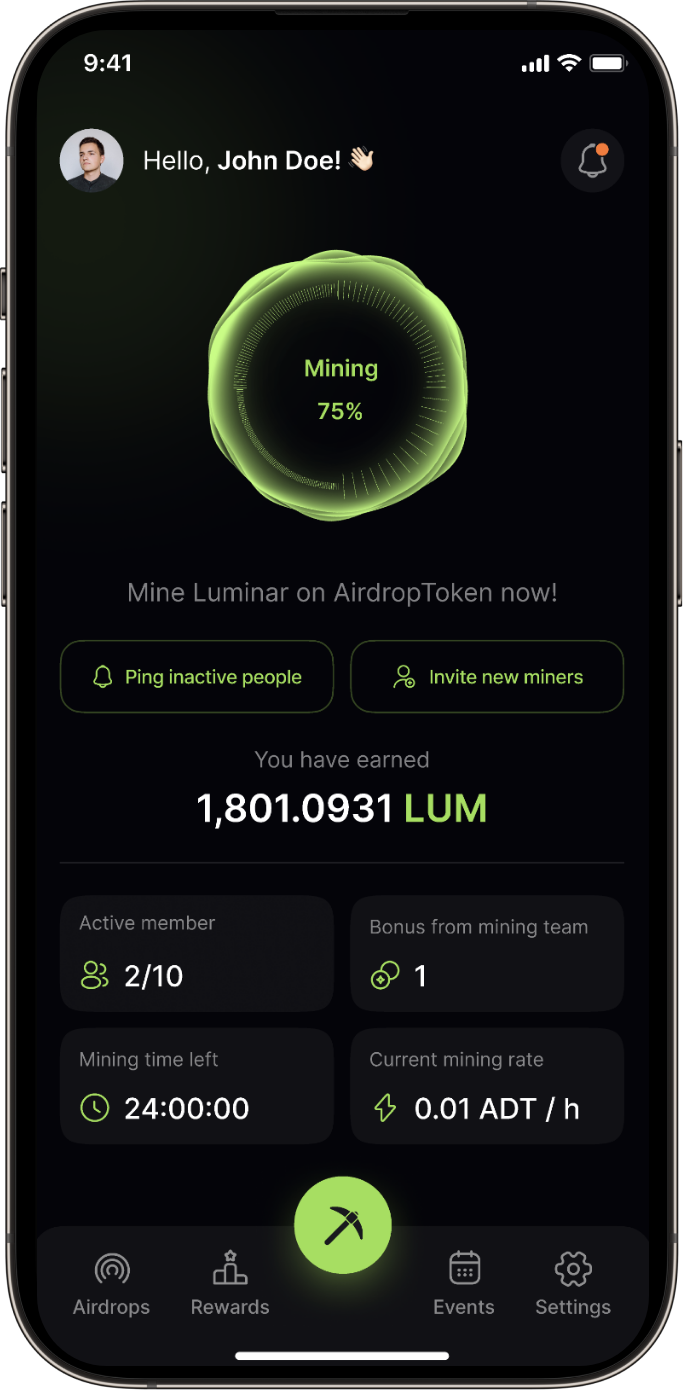 9:41
Hello, John Doe! 👋🏻
Mining
75%
Mine Luminar on AirdropToken now!
Ping inactive people
Invite new miners
You have earned
1,801.0931 LUM
Active member
2/10
Bonus from mining team
1
Mining time left
24:00:00
Current mining rate
0.01 ADT / h
Airdrops
Rewards
Events
Settings